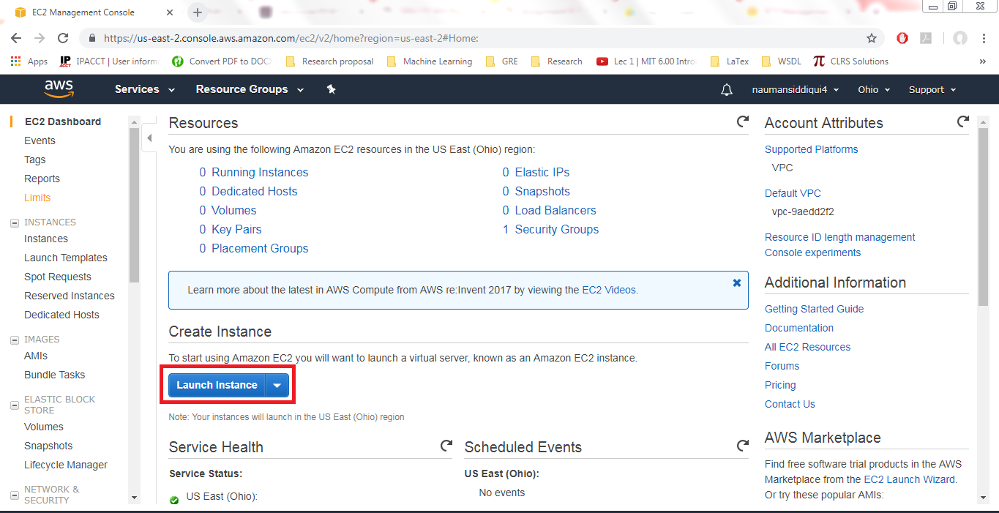 EC2 Management Console
https://us-east-2.console.aws.amazon.com/ec2/v2/home?region=us-east-2#Home:
Apps
IP ACCT IPACCT | User inform
Convert PDF to DOC
Research proposal
Machine Learning
GRE
Research
Lec 1 | MIT 6.00 Intro
LaTex
WSDL
CLRS Solutions
aws
Services
Resource Groups
naumansiddiqui4
Ohio
Support
EC2 Dashboard
Events
Tags
Reports
Limits
INSTANCES
Instances
Launch Templates
Spot Requests
Reserved Instances
Dedicated Hosts
IMAGES
AMIs
Bundle Tasks
ELASTIC BLOCK
STORE
Volumes
Snapshots
Lifecycle Manager
NETWORK &
SECURITY
Resources
You are using the following Amazon EC2 resources in the US East (Ohio) region:
0 Running Instances
0 Dedicated Hosts
0 Volumes
0 Key Pairs
0 Placement Groups
0 Elastic IPs
0 Snapshots
0 Load Balancers
1 Security Groups
Learn more about the latest in AWS Compute from AWS re:Invent 2017 by viewing the EC2 Videos.
Create Instance
To start using Amazon EC2 you will want to launch a virtual server, known as an Amazon EC2 instance.
Launch Instance
Note: Your instances will launch in the US East (Ohio) region
Service Health
Service Status:
US East (Ohio):
Scheduled Events
US East (Ohio):
No events
Account Attributes
Supported Platforms
VPC
Default VPC
vpc-9aedd2f2
Resource ID length management
Console experiments
Additional Information
Getting Started Guide
Documentation
All EC2 Resources
Forums
Pricing
Contact Us
AWS Marketplace
Find free software trial products in the AWS
Marketplace from the EC2 Launch Wizard.
Or try these popular AMIs: